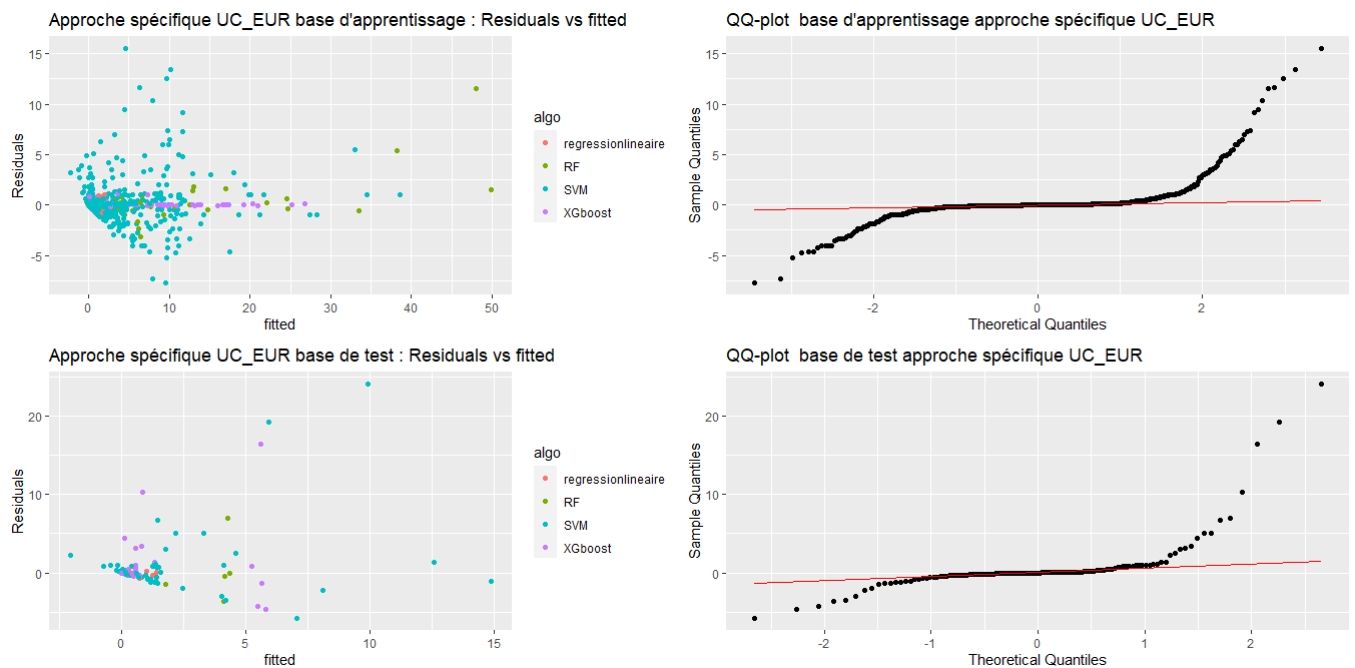 Approche spécifique UC_EUR base d'apprentissage : Residuals vs fitted
15
10
5
0
-5
Residuals
0
10
20
30
40
50
fitted
algo
regressionlineaire
RF
SVM
XGboost
QQ-plot  base d'apprentissage approche spécifique UC_EUR
15
10
5
0
-5
Sample Quantiles
-2
0
2
Theoretical Quantiles
Approche spécifique UC_EUR base de test : Residuals vs fitted
20
10
0
Residuals
0
5
10
15
fitted
algo
regressionlineaire
RF
SVM
XGboost
QQ-plot  base de test approche spécifique UC_EUR
20
10
0
Sample Quantiles
-2
-1
0
1
2
Theoretical Quantiles